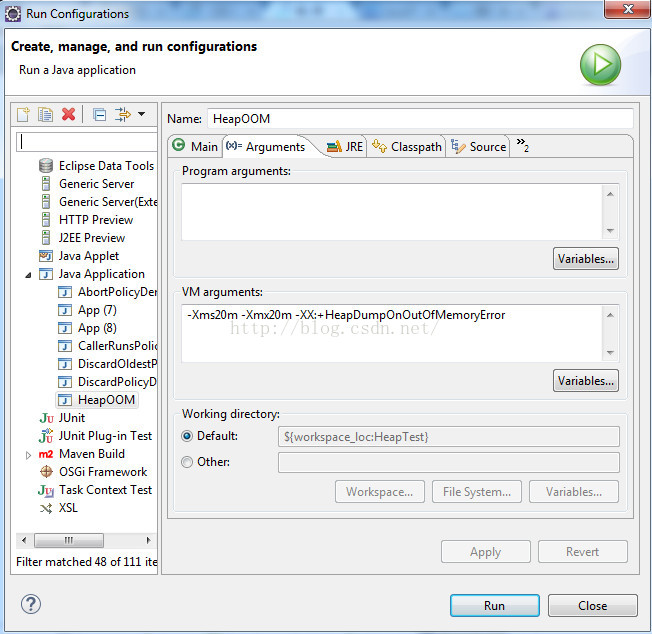 Run Configurations
Create, manage, and run configurations
Run a Java application
Name: HeapOOM
Main (x)= Arguments JRE Classpath Source »2
Eclipse Data Tools
Generic Server
Generic Server(Exte
HTTP Preview
J2EE Preview
Java Applet
Java Application
AbortPolicyDer
App (7)
App (8)
CallerRunsPolic
DiscardOldestP
DiscardPolicyD
HeapOOM
JUnit
JUnit Plug-in Test
Maven Build
OSGi Framework
Task Context Test
XSL
Filter matched 48 of 111 ite
Program arguments:
Variables...
VM arguments:
-Xms20m -Xmx20m -XX:+HeapDumpOnOutOfMemoryError
http://blog.csdn.net/
Variables...
Working directory:
Default: ${workspace_loc:HeapTest}
Other:
Workspace... File System... Variables...
Apply Revert
Run Close